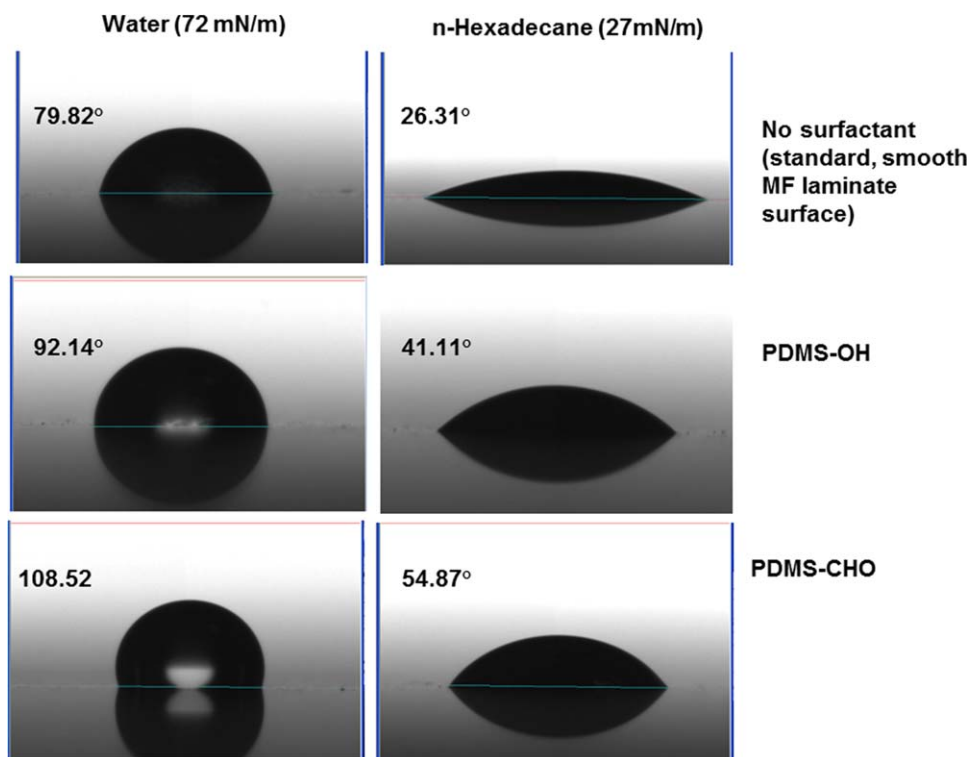 Water (72 mN/m)
n-Hexadecane (27mN/m)
79.82°
26.31°
No surfactant
(standard, smooth
MF laminate
surface)
92.14°
41.11°
PDMS-OH
108.52
54.87°
PDMS-CHO